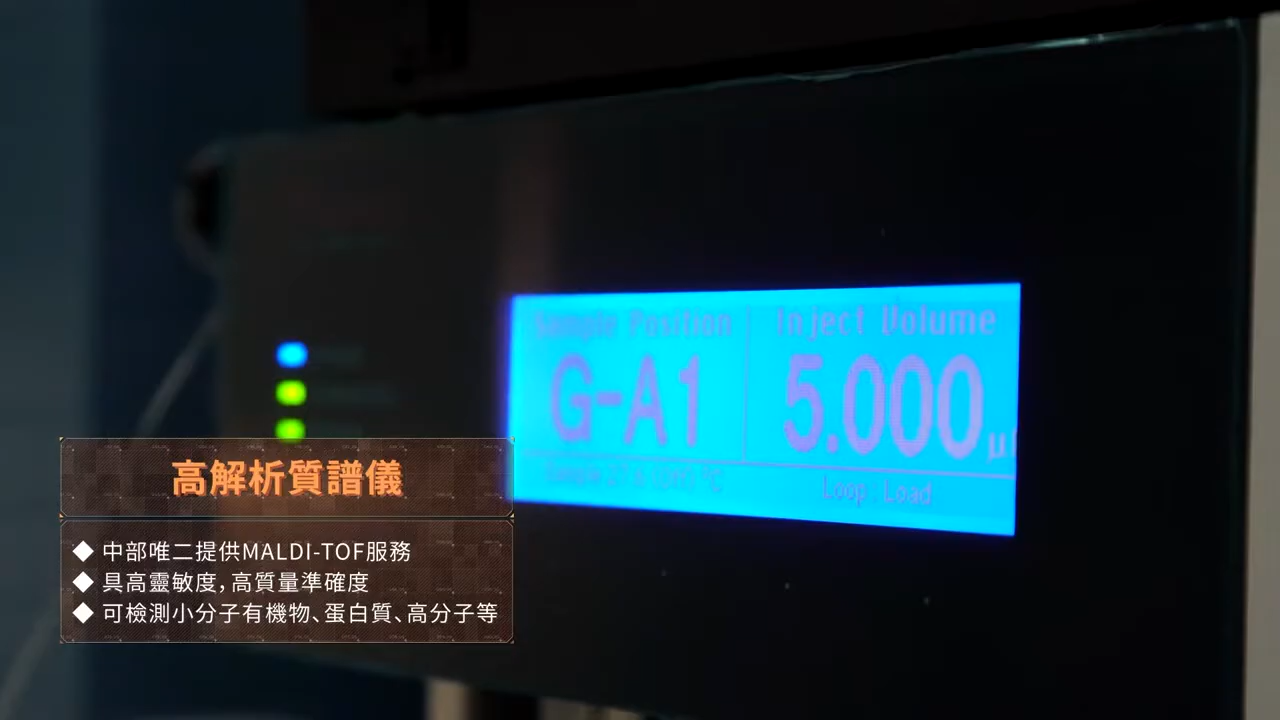 Sample Position
Inject Volume
G-A1
5.000
Loop : Load
高解析質譜儀
◆ 中部唯二提供MALDI-TOF服務
◆ 具高靈敏度，高質量準確度
◆ 可檢測小分子有機物、蛋白質、高分子等